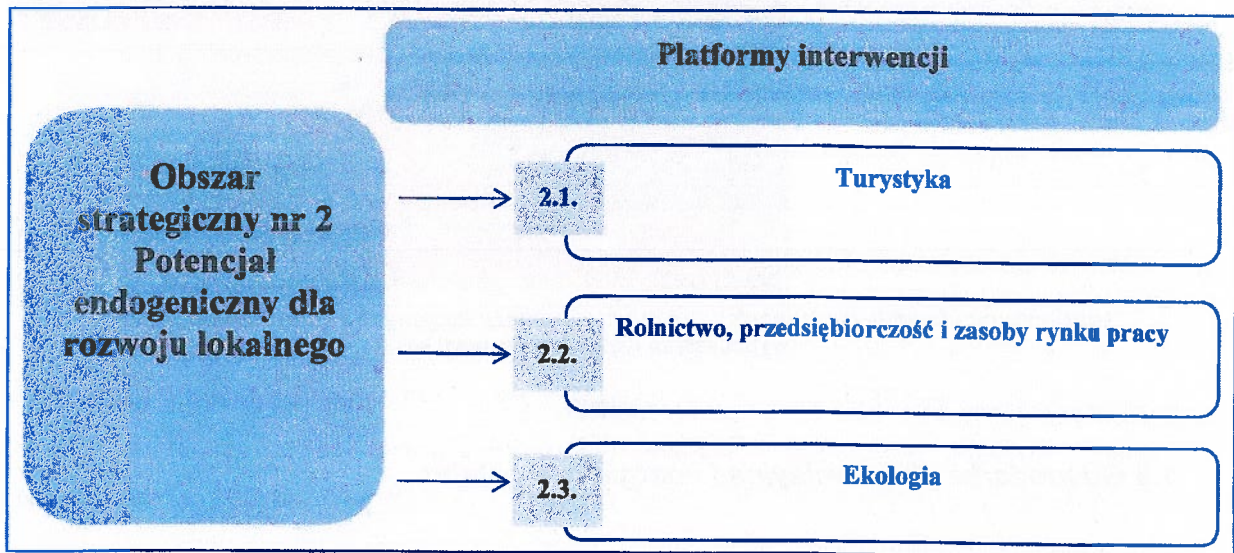 Platformy interwencji
Obszar
strategiczny nr 2
Potencjał
endogeniczny dla
rozwoju lokalnego
2.1.
Turystyka
2.2.
Rolnictwo, przedsiębiorczość i zasoby rynku pracy
2.3.
Ekologia